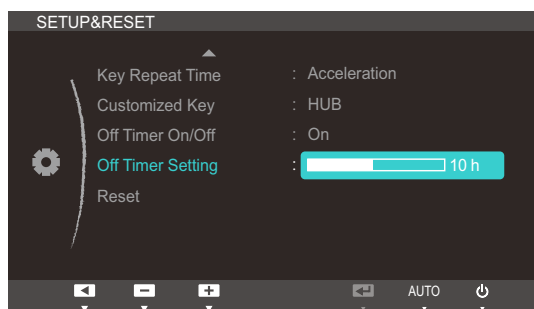 SETUP&RESET
Key Repeat Time : Acceleration
Customized Key : HUB
Off Timer On/Off : On
Off Timer Setting : 10 h
Reset
AUTO